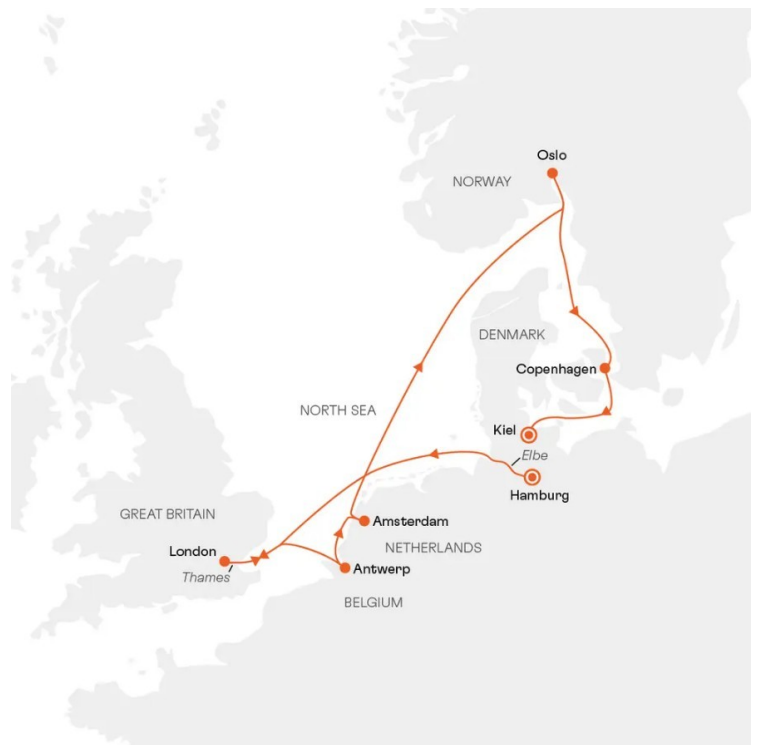 Oslo
NORWAY
DENMARK
Copenhagen
NORTH SEA
Kiel
Elbe
Hamburg
GREAT BRITAIN
Amsterdam
NETHERLANDS
London
Thames
Antwerp
BELGIUM